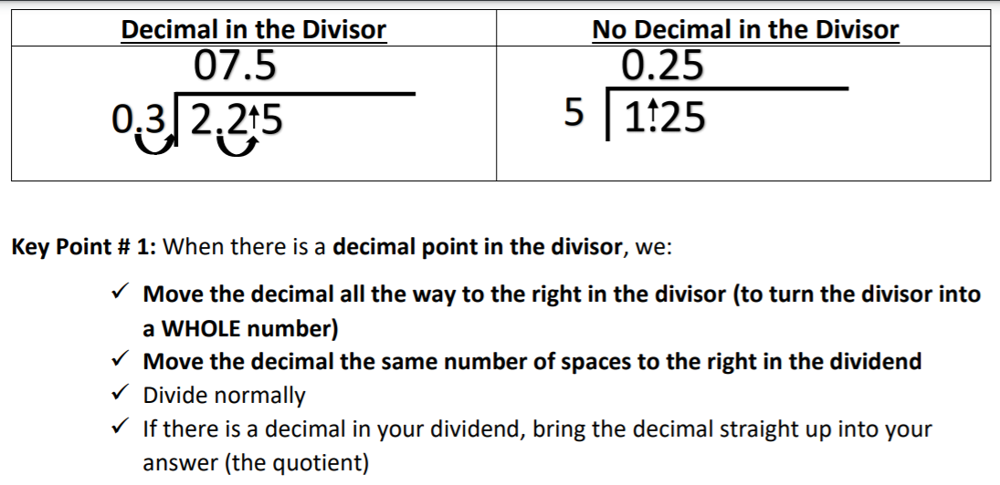 Decimal in the Divisor
07.5
0.3 2.2↑5
No Decimal in the Divisor
0.25
5 1.↑25
Key Point # 1: When there is a decimal point in the divisor, we:
✓ Move the decimal all the way to the right in the divisor (to turn the divisor into
a WHOLE number)
✓ Move the decimal the same number of spaces to the right in the dividend
✓ Divide normally
✓ If there is a decimal in your dividend, bring the decimal straight up into your
answer (the quotient)